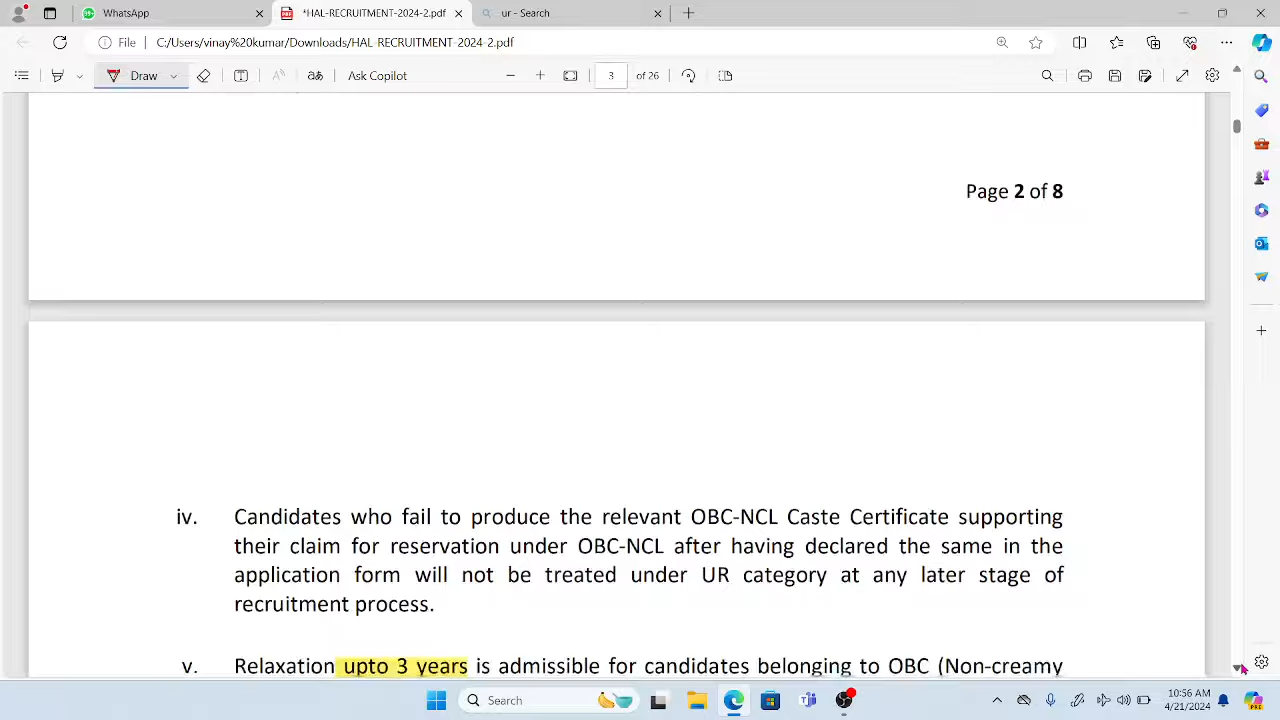 WhatsApp
*HAL-RECRUITMENT-2024-2.pdf
ur - Search
File
C:/Users/vinay%20kumar/Downloads/HAL-RECRUITMENT-2024-2.pdf
Draw
Ask Copilot
3 of 26
Page 2 of 8
iv. Candidates who fail to produce the relevant OBC-NCL Caste Certificate supporting
their claim for reservation under OBC-NCL after having declared the same in the
application form will not be treated under UR category at any later stage of
recruitment process.
v. Relaxation upto 3 years is admissible for candidates belonging to OBC (Non-creamy
Search
10:56 AM
4/21/2024